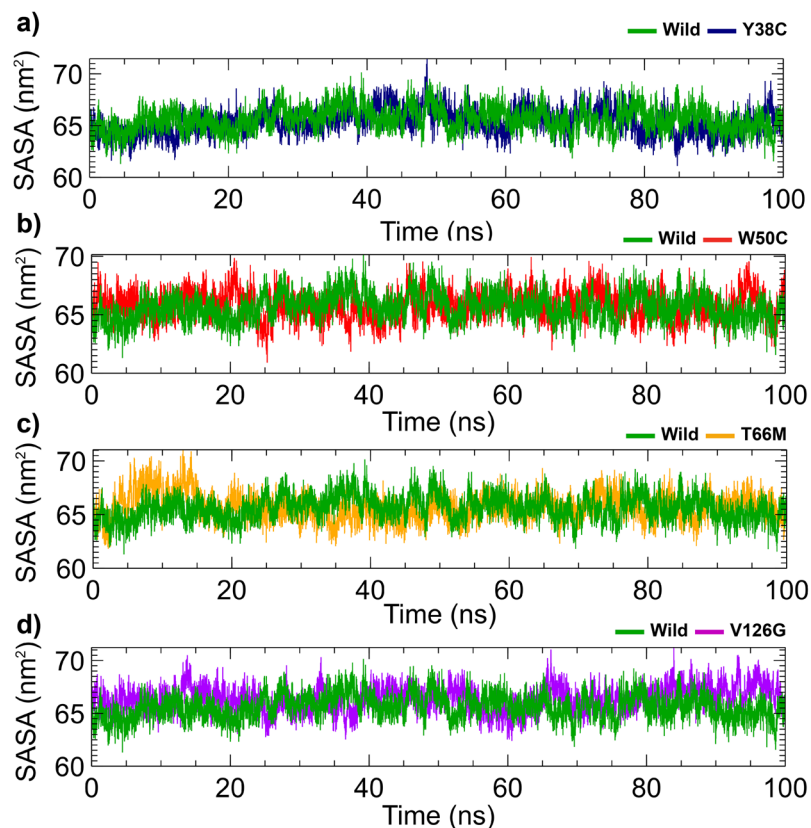 a)
Wild Y38C
SASA (nm²)
70
65
60
0 20 40 60 80 100
Time (ns)
b)
Wild W50C
SASA (nm²)
70
65
60
0 20 40 60 80 100
Time (ns)
c)
Wild T66M
SASA (nm²)
70
65
60
0 20 40 60 80 100
Time (ns)
d)
Wild V126G
SASA (nm²)
70
65
60
0 20 40 60 80 100
Time (ns)